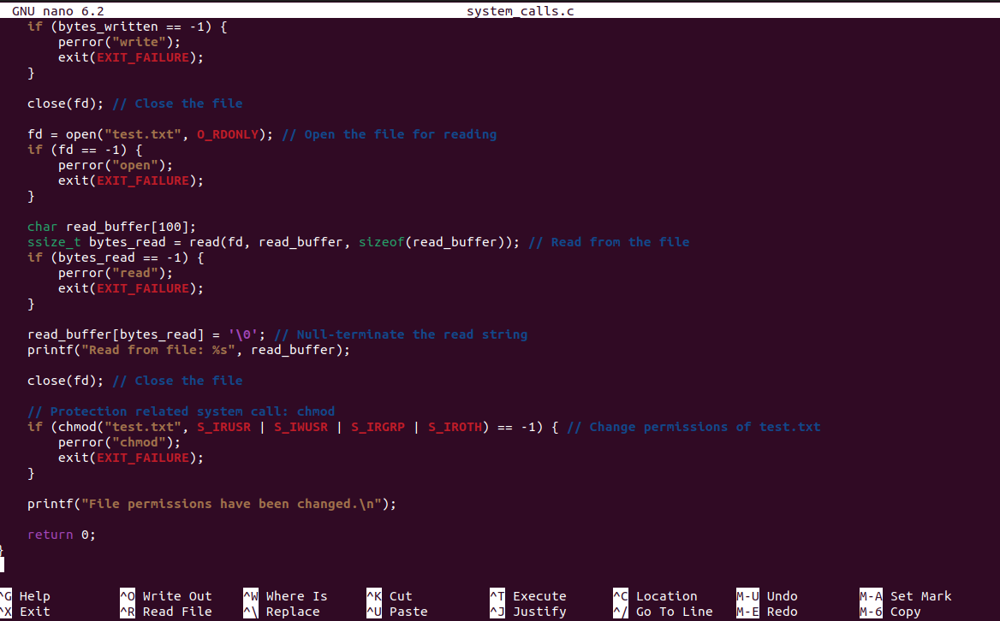 GNU nano 6.2 system_calls.c
if (bytes_written == -1) {
perror("write");
exit(EXIT_FAILURE);
}
close(fd); // Close the file
fd = open("test.txt", O_RDONLY); // Open the file for reading
if (fd == -1) {
perror("open");
exit(EXIT_FAILURE);
}
char read_buffer[100];
ssize_t bytes_read = read(fd, read_buffer, sizeof(read_buffer)); // Read from the file
if (bytes_read == -1) {
perror("read");
exit(EXIT_FAILURE);
}
read_buffer[bytes_read] = '\0'; // Null-terminate the read string
printf("Read from file: %s", read_buffer);
close(fd); // Close the file
// Protection related system call: chmod
if (chmod("test.txt", S_IRUSR | S_IWUSR | S_IRGRP | S_IROTH) == -1) { // Change permissions of test.txt
perror("chmod");
exit(EXIT_FAILURE);
}
printf("File permissions have been changed.\n");
return 0;
}
^G Help ^O Write Out ^W Where Is ^K Cut ^T Execute ^C Location M-U Undo M-A Set Mark
^X Exit ^R Read File ^\ Replace ^U Paste ^J Justify ^/ Go To Line M-E Redo M-6 Copy